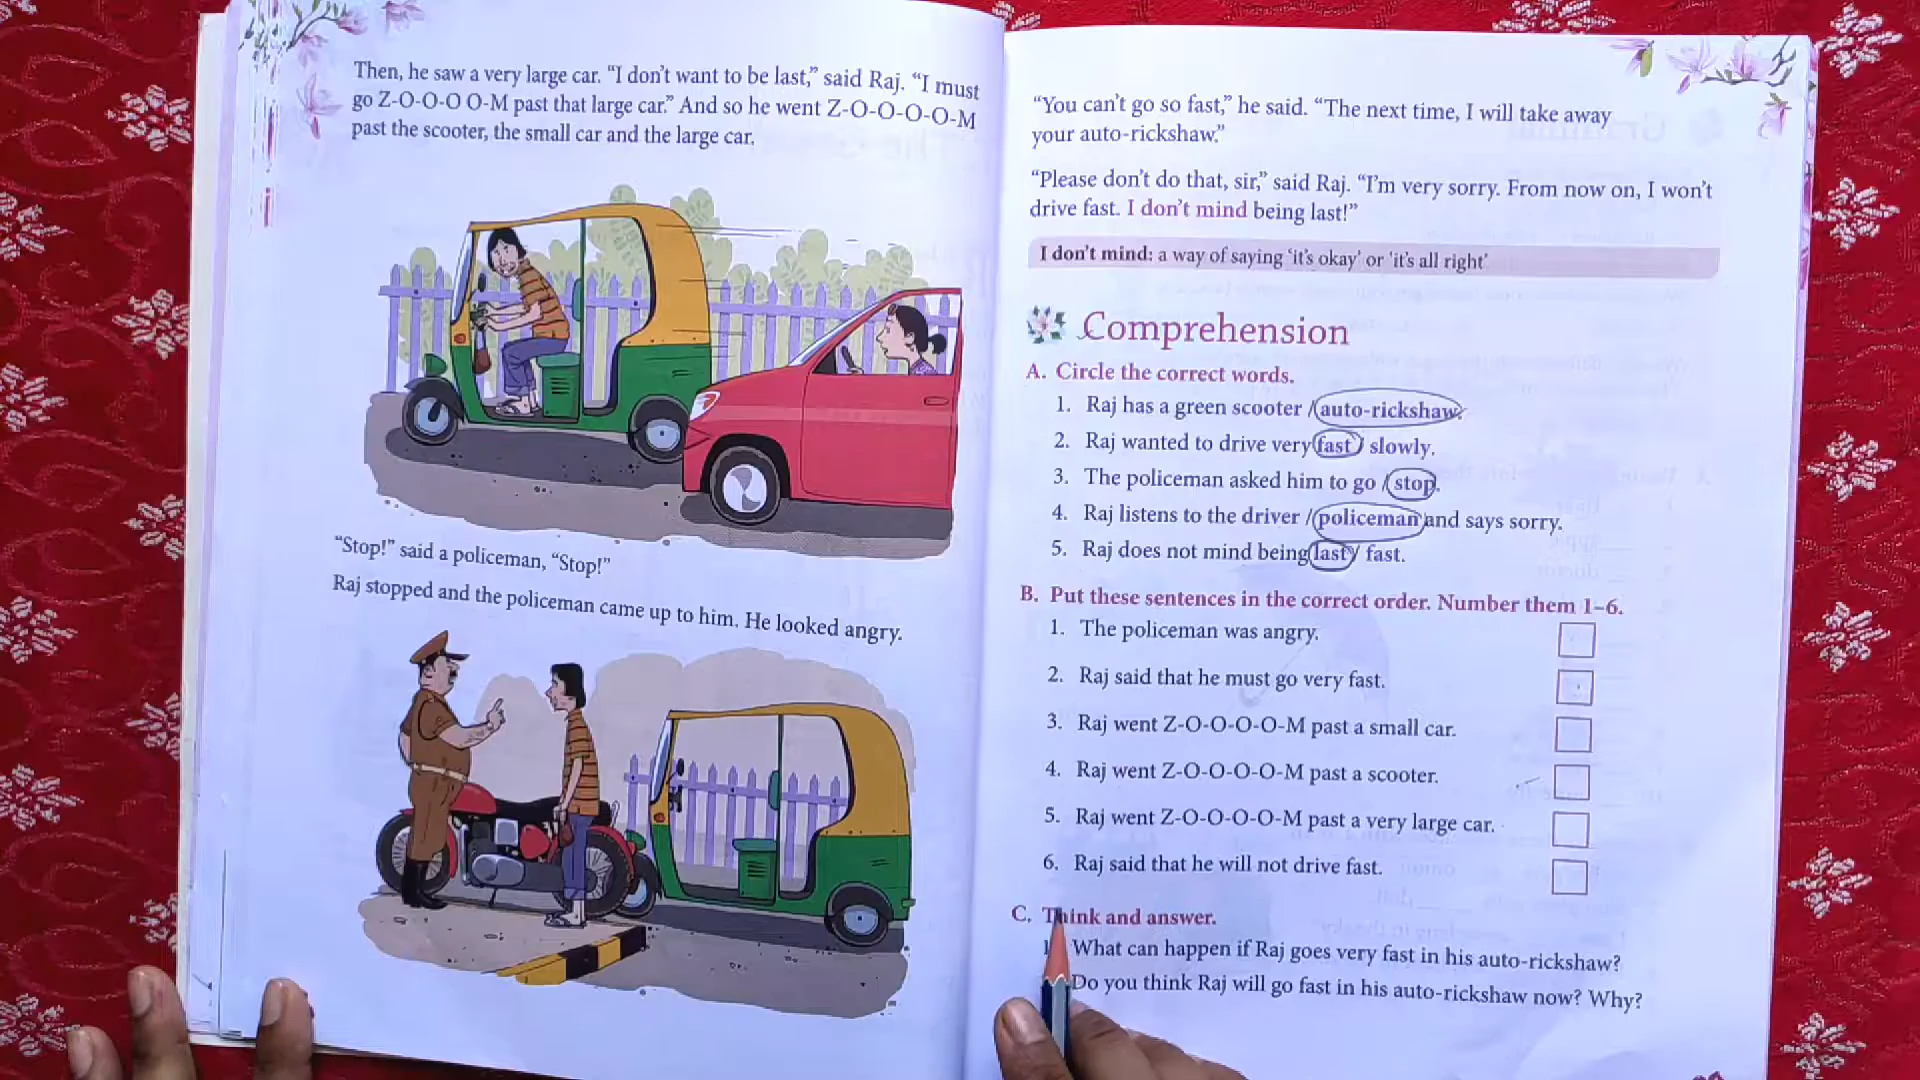 Then, he saw a very large car. “I don’t want to be last,” said Raj. “I must
go Z-O-O-O O-M past that large car.” And so he went Z-O-O-O-O-M
past the scooter, the small car and the large car.
“Stop!” said a policeman, “Stop!”
Raj stopped and the policeman came up to him. He looked angry.
“You can’t go so fast,” he said. “The next time, I will take away
your auto-rickshaw.”
“Please don’t do that, sir,” said Raj. “I’m very sorry. From now on, I won’t
drive fast. I don’t mind being last!”
I don’t mind: a way of saying ‘it’s okay’ or ‘it’s all right’
Comprehension
A. Circle the correct words.
1. Raj has a green scooter / auto-rickshaw.
2. Raj wanted to drive very fast / slowly.
3. The policeman asked him to go / stop.
4. Raj listens to the driver / policeman and says sorry.
5. Raj does not mind being last / fast.
B. Put these sentences in the correct order. Number them 1–6.
1. The policeman was angry.
2. Raj said that he must go very fast.
3. Raj went Z-O-O-O-O-M past a small car.
4. Raj went Z-O-O-O-O-M past a scooter.
5. Raj went Z-O-O-O-O-M past a very large car.
6. Raj said that he will not drive fast.
C. Think and answer.
1 What can happen if Raj goes very fast in his auto-rickshaw?
Do you think Raj will go fast in his auto-rickshaw now? Why?